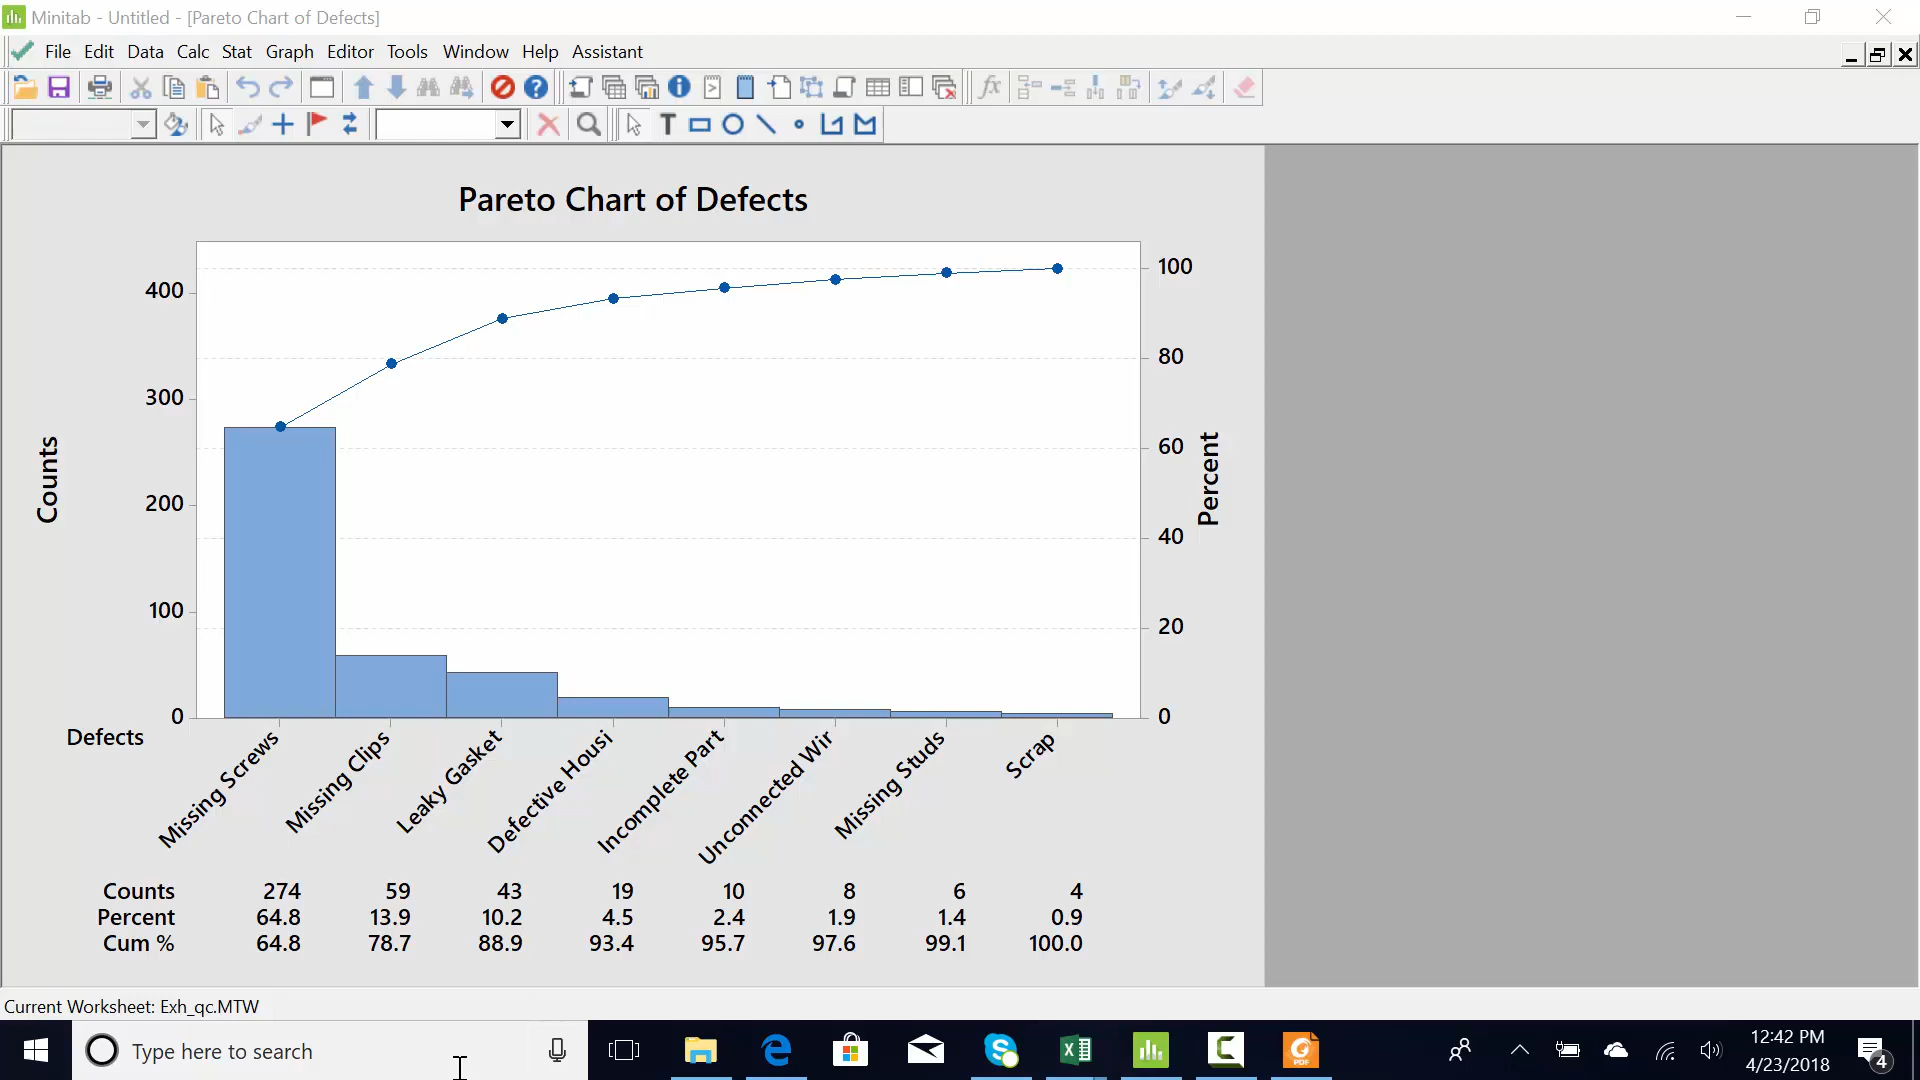 Minitab - Untitled - [Pareto Chart of Defects]
File Edit Data Calc Stat Graph Editor Tools Window Help Assistant
Pareto Chart of Defects
400
300
200
100
0
Counts
100
80
60
40
20
0
Percent
Defects
Missing Screws
Missing Clips
Leaky Gasket
Defective Housi
Incomplete Part
Unconnected Wir
Missing Studs
Scrap
Counts 274 59 43 19 10 8 6 4
Percent 64.8 13.9 10.2 4.5 2.4 1.9 1.4 0.9
Cum % 64.8 78.7 88.9 93.4 95.7 97.6 99.1 100.0
Current Worksheet: Exh_qc.MTW
Type here to search
PDF
12:42 PM
4/23/2018
4